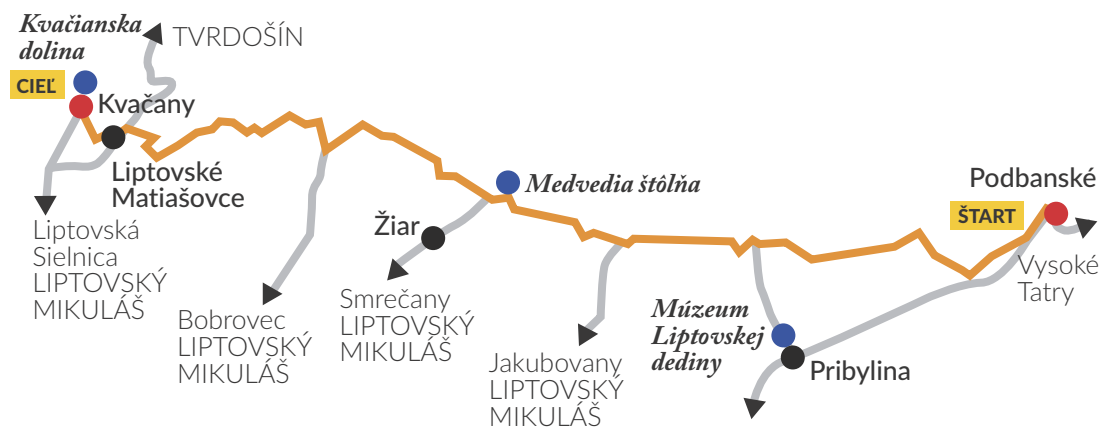 Kvačianska
dolina
TVRDOŠÍN
CIEĽ
Kvačany
Liptovské
Matiašovce
Liptovská
Sielnica
LIPTOVSKÝ
MIKULÁŠ
Bobrovec
LIPTOVSKÝ
MIKULÁŠ
Žiar
Smrečany
LIPTOVSKÝ
MIKULÁŠ
Medvedia štôlňa
Jakubovany
LIPTOVSKÝ
MIKULÁŠ
Múzeum
Liptovskej
dediny
Pribylina
Podbanské
ŠTART
Vysoké
Tatry